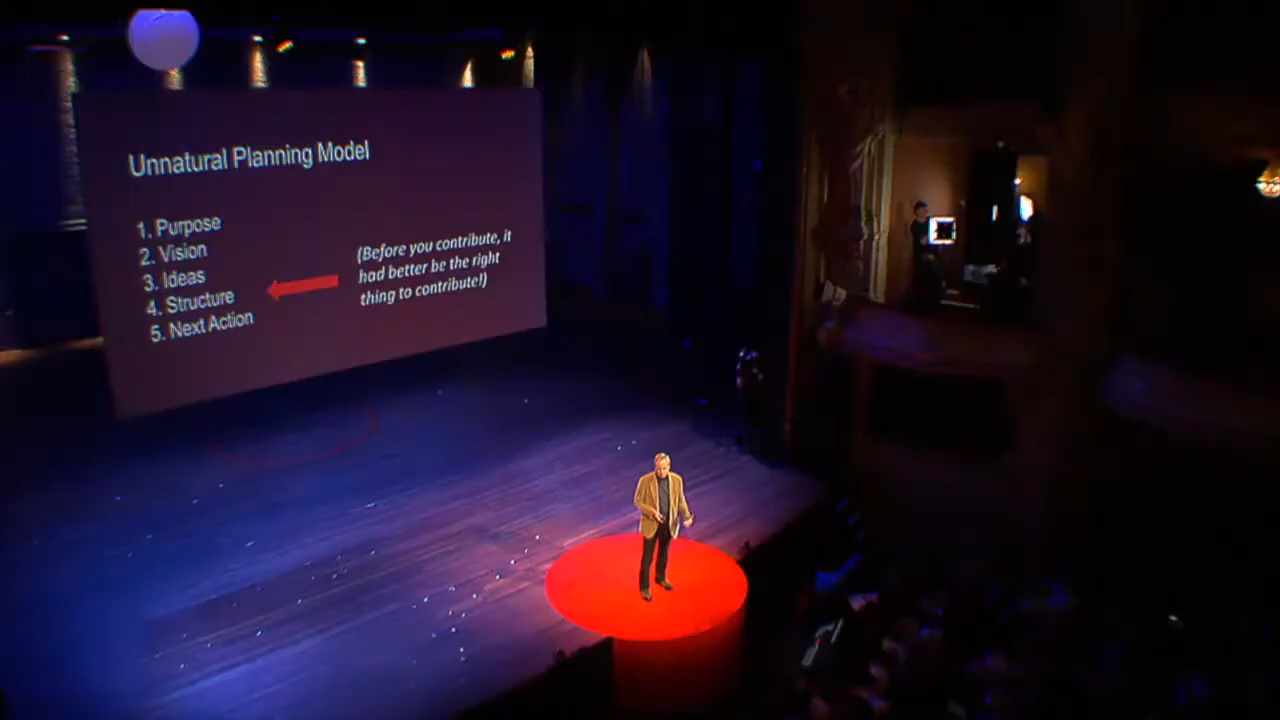 Unnatural Planning Model
1. Purpose
2. Vision
3. Ideas
4. Structure
5. Next Action
(Before you contribute, it
had better be the right
thing to contribute!)